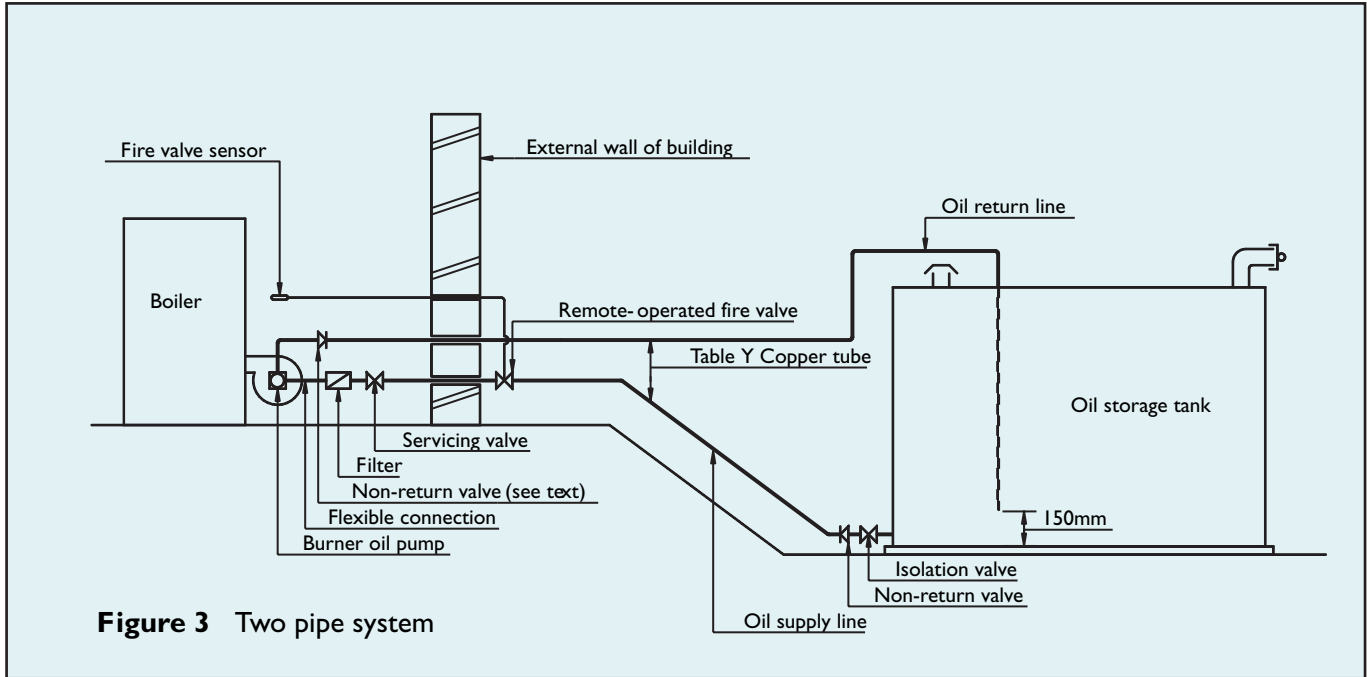 Fire valve sensor
External wall of building
Oil return line
Boiler
Remote-operated fire valve
Table Y Copper tube
Oil storage tank
Servicing valve
Filter
Non-return valve (see text)
150mm
Flexible connection
Burner oil pump
Isolation valve
Non-return valve
Oil supply line
Figure 3 Two pipe system